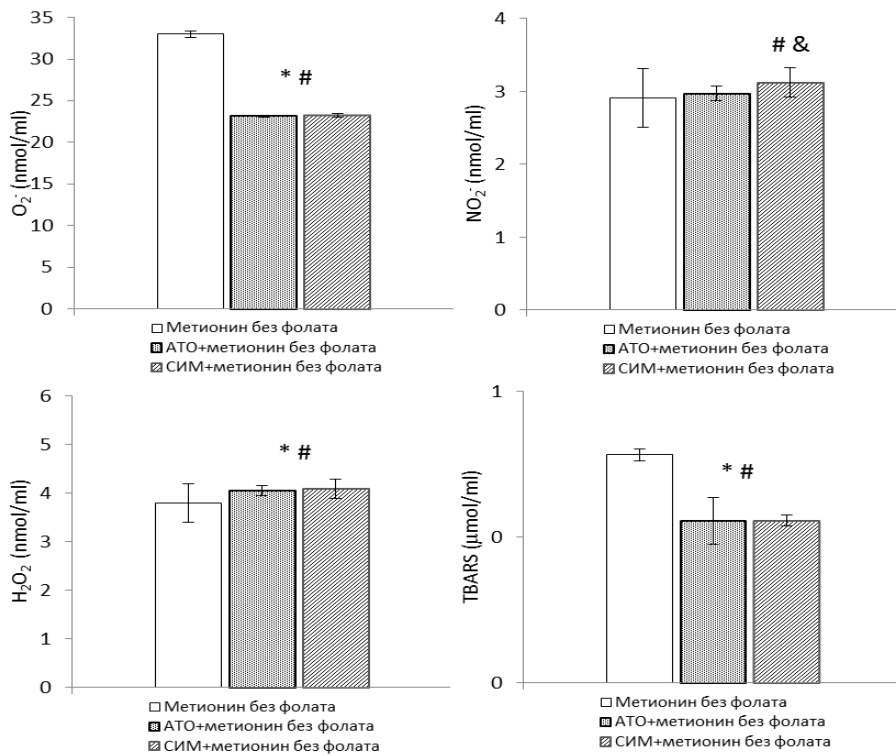 35
30
25
20
15
10
5
0
O₂⁻ (nmol/ml)
* #
Метионин без фолата
АТО+метионин без фолата
СИМ+метионин без фолата
4
3
2
1
0
NO₂⁻ (nmol/ml)
# &
Метионин без фолата
АТО+метионин без фолата
СИМ+метионин без фолата
6
5
4
3
2
1
0
H₂O₂ (nmol/ml)
* #
Метионин без фолата
АТО+метионин без фолата
СИМ+метионин без фолата
1
0
0
TBARS (μmol/ml)
* #
Метионин без фолата
АТО+метионин без фолата
СИМ+метионин без фолата